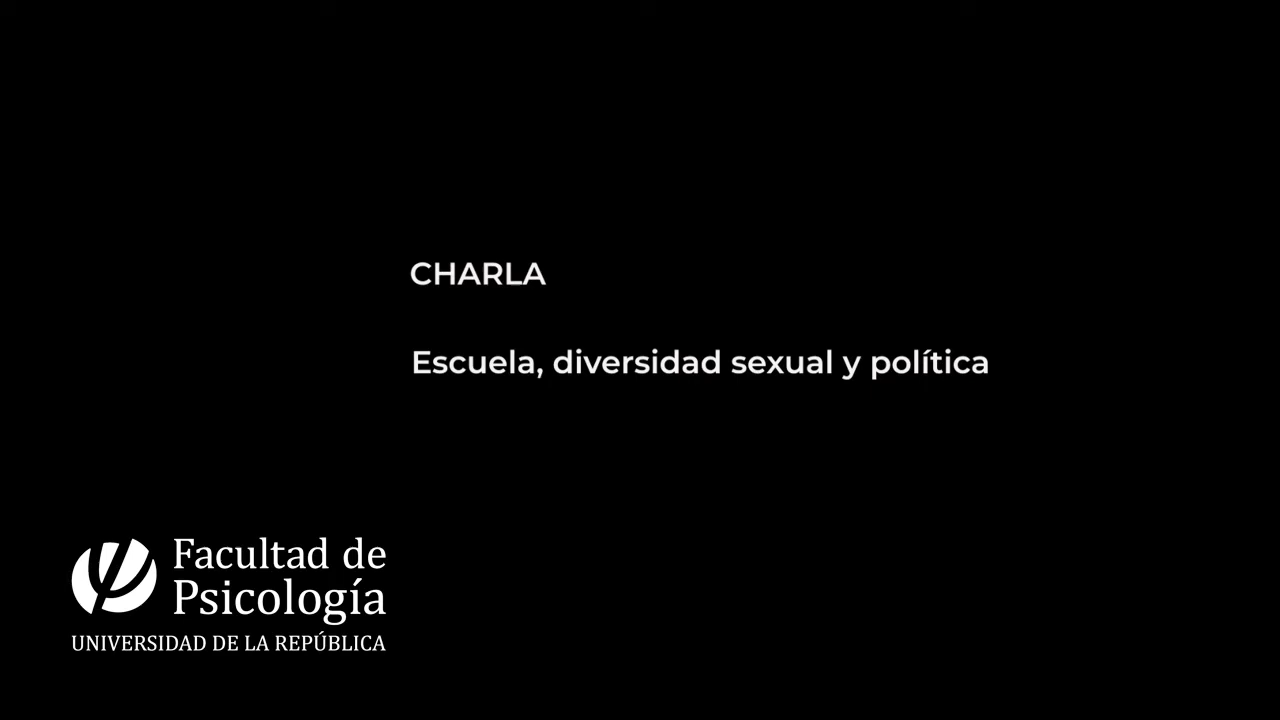 CHARLA
Escuela, diversidad sexual y política
Facultad de
Psicología
UNIVERSIDAD DE LA REPÚBLICA